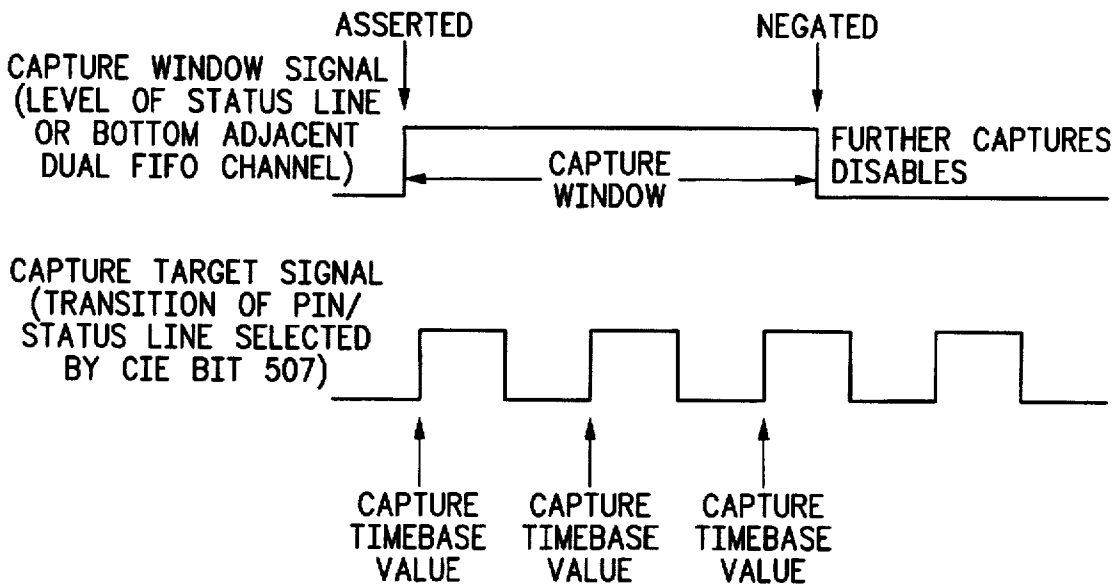 ASSERTED
NEGATED
CAPTURE WINDOW SIGNAL
(LEVEL OF STATUS LINE
OR BOTTOM ADJACENT
DUAL FIFO CHANNEL)
CAPTURE
WINDOW
FURTHER CAPTURES
DISABLES
CAPTURE TARGET SIGNAL
(TRANSITION OF PIN/
STATUS LINE SELECTED
BY CIE BIT 507)
CAPTURE
TIMEBASE
VALUE
CAPTURE
TIMEBASE
VALUE
CAPTURE
TIMEBASE
VALUE